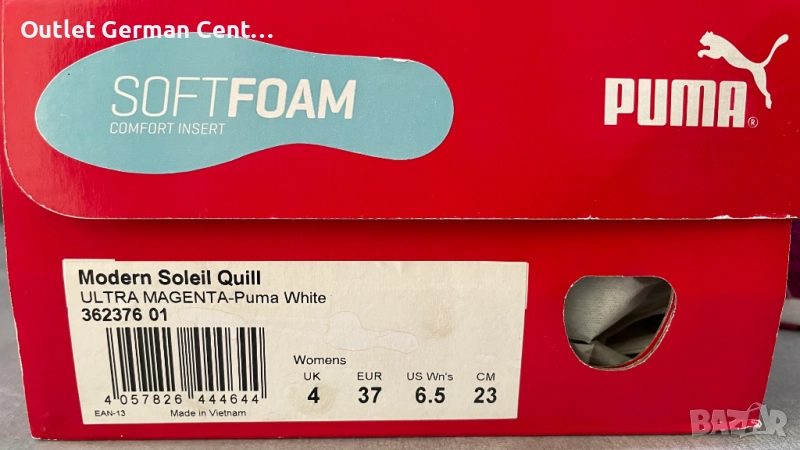 Outlet German Cent...
SOFTFOAM
COMFORT INSERT
PUMA®
Modern Soleil Quill
ULTRA MAGENTA-Puma White
362376 01
4 057826 444644
EAN-13 Made in Vietnam
Womens
UK EUR US Wn's CM
4 37 6.5 23
BAZAR